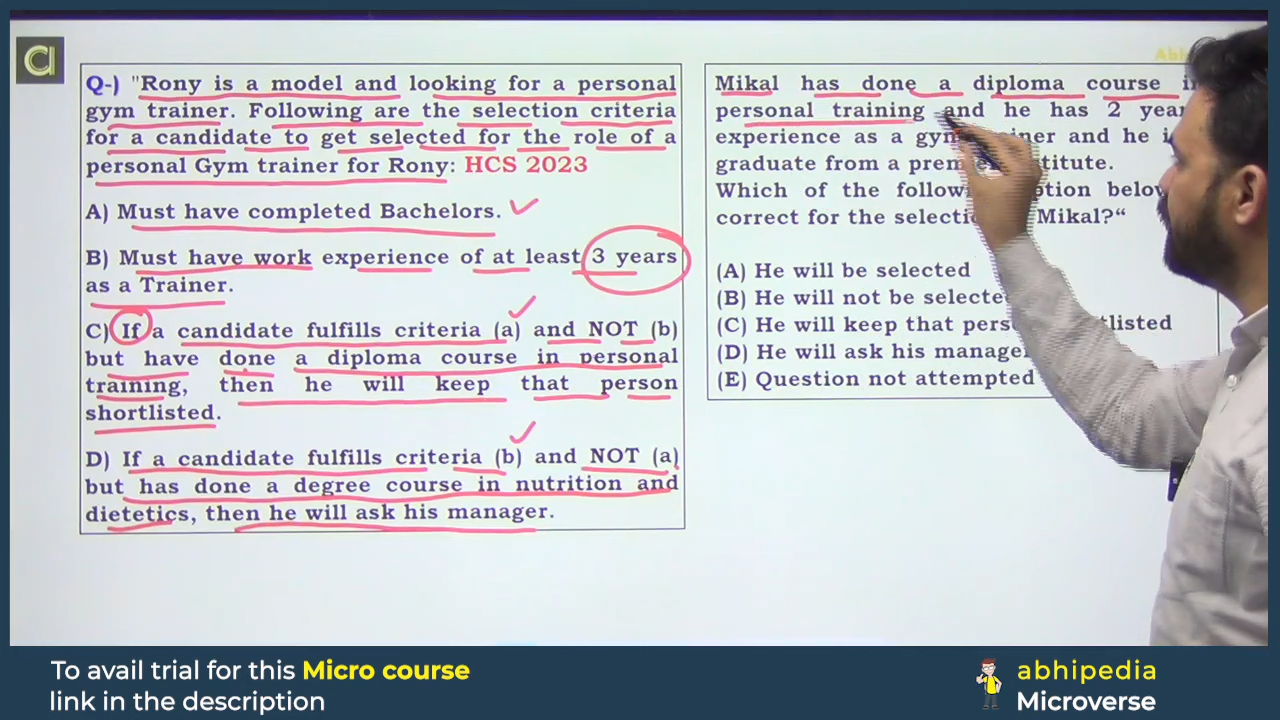 Q-) "Rony is a model and looking for a personal
gym trainer. Following are the selection criteria
for a candidate to get selected for the role of a
personal Gym trainer for Rony: HCS 2023
A) Must have completed Bachelors.
B) Must have work experience of at least 3 years
as a Trainer.
C) If a candidate fulfills criteria (a) and NOT (b)
but have done a diploma course in personal
training, then he will keep that person
shortlisted.
D) If a candidate fulfills criteria (b) and NOT (a)
but has done a degree course in nutrition and
dietetics, then he will ask his manager.
Mikal has done a diploma course
personal training and he has 2
experience as a and he
graduate from a
Which of the below
correct for the Mikal?“
(A) He will be selected
(B) He will not be
(C) He will keep that
(D) He will ask his manager
(E) Question not attempted
To avail trial for this Micro course
link in the description
abhipedia
Microverse